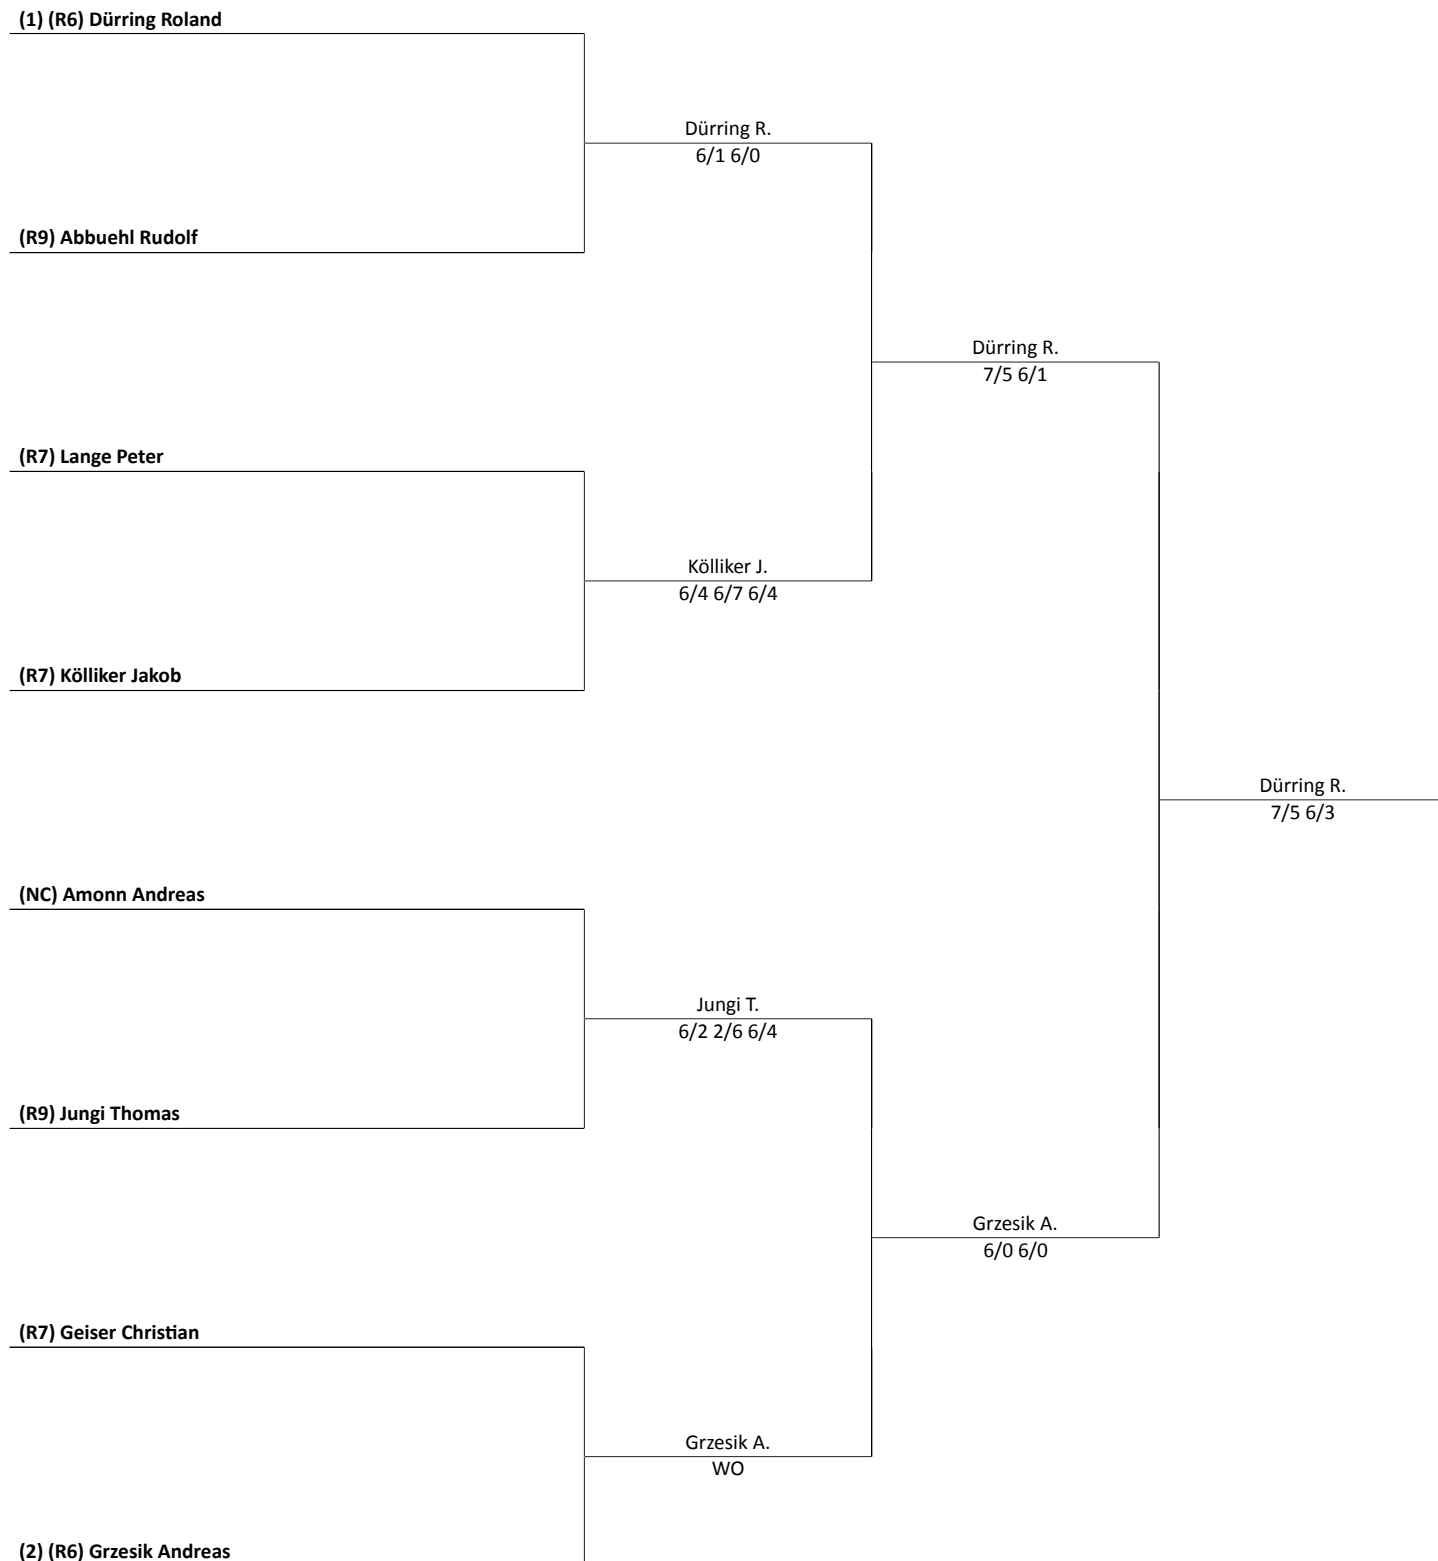 (1) (R6) Dürring Roland
Dürring R.
6/1 6/0
(R9) Abbuehl Rudolf
Dürring R.
7/5 6/1
(R7) Lange Peter
Kölliker J.
6/4 6/7 6/4
(R7) Kölliker Jakob
Dürring R.
7/5 6/3
(NC) Amonn Andreas
Jungi T.
6/2 2/6 6/4
(R9) Jungi Thomas
Grzesik A.
6/0 6/0
(R7) Geiser Christian
Grzesik A.
WO
(2) (R6) Grzesik Andreas